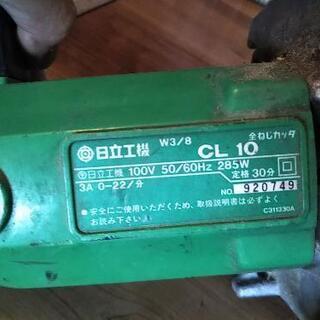 日立工機 W3/8 CL 10 全ねじカッタ
日立工機 100V 50/60Hz 285W
3A 0-22/分 定格 30分
NO. 920749
●安全にご使用いただくため、取扱説明書は必ずよく
お読み下さい。
C311330A